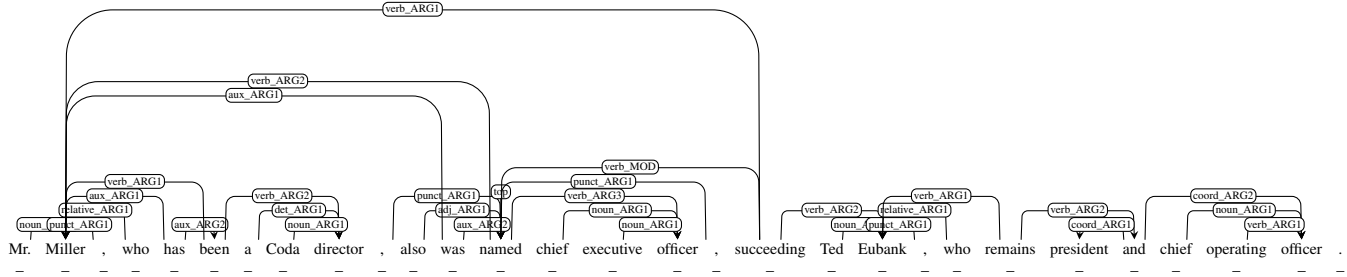 verb_ARG1
verb_ARG2
aux_ARG1
verb_MOD
verb_ARG1 punct_ARG1
aux_ARG1 verb_ARG2 punct_ARG1 top verb_ARG3 verb_ARG1 coord_ARG2
relative_ARG1 det_ARG1 adj_ARG1 noun_ARG1 verb_ARG2 relative_ARG1 verb_ARG2 noun_ARG1
punct_ARG1 aux_ARG2 noun_ARG1 aux_ARG2 noun_ARG1 punct_ARG1 coord_ARG1 verb_ARG1
Mr. Miller , who has been a Coda director , also was named chief executive officer , succeeding Ted Eubank , who remains president and chief operating officer .
_ _ _ _ _ _ _ _ _ _ _ _ _ _ _ _ _ _ _ _ _ _ _ _ _ _ _ _ _